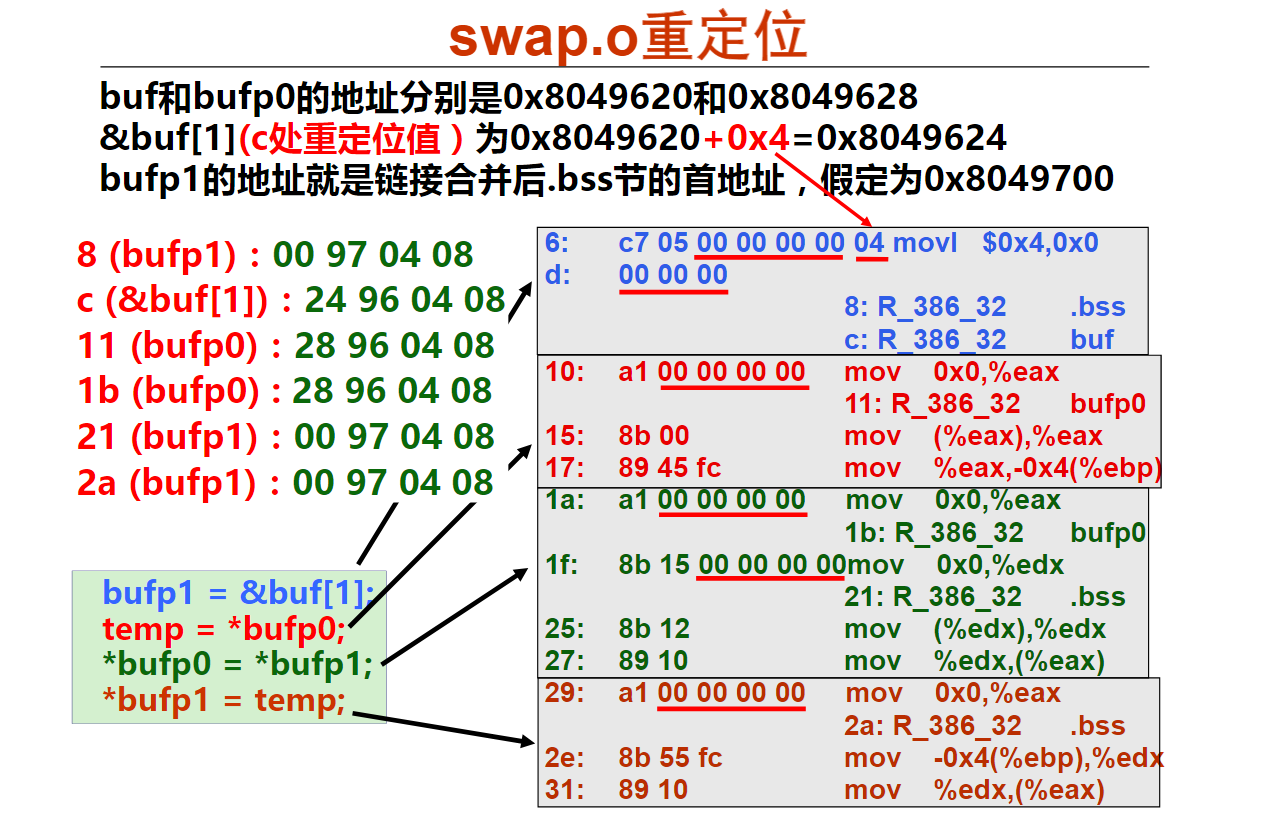 swap.o重定位
buf和bufp0的地址分别是0x8049620和0x8049628
&buf[1](c处重定位值）为0x8049620+0x4=0x8049624
bufp1的地址就是链接合并后.bss节的首地址，假定为0x8049700
8 (bufp1)：00 97 04 08
c (&buf[1])：24 96 04 08
11 (bufp0)：28 96 04 08
1b (bufp0)：28 96 04 08
21 (bufp1)：00 97 04 08
2a (bufp1)：00 97 04 08
bufp1 = &buf[1];
temp = *bufp0;
*bufp0 = *bufp1;
*bufp1 = temp;
6: c7 05 00 00 00 00 04 movl $0x4,0x0
d: 00 00 00
8: R_386_32 .bss
c: R_386_32 buf
10: a1 00 00 00 00 mov 0x0,%eax
11: R_386_32 bufp0
15: 8b 00 mov (%eax),%eax
17: 89 45 fc mov %eax,-0x4(%ebp)
1a: a1 00 00 00 00 mov 0x0,%eax
1b: R_386_32 bufp0
1f: 8b 15 00 00 00 00mov 0x0,%edx
21: R_386_32 .bss
25: 8b 12 mov (%edx),%edx
27: 89 10 mov %edx,(%eax)
29: a1 00 00 00 00 mov 0x0,%eax
2a: R_386_32 .bss
2e: 8b 55 fc mov -0x4(%ebp),%edx
31: 89 10 mov %edx,(%eax)